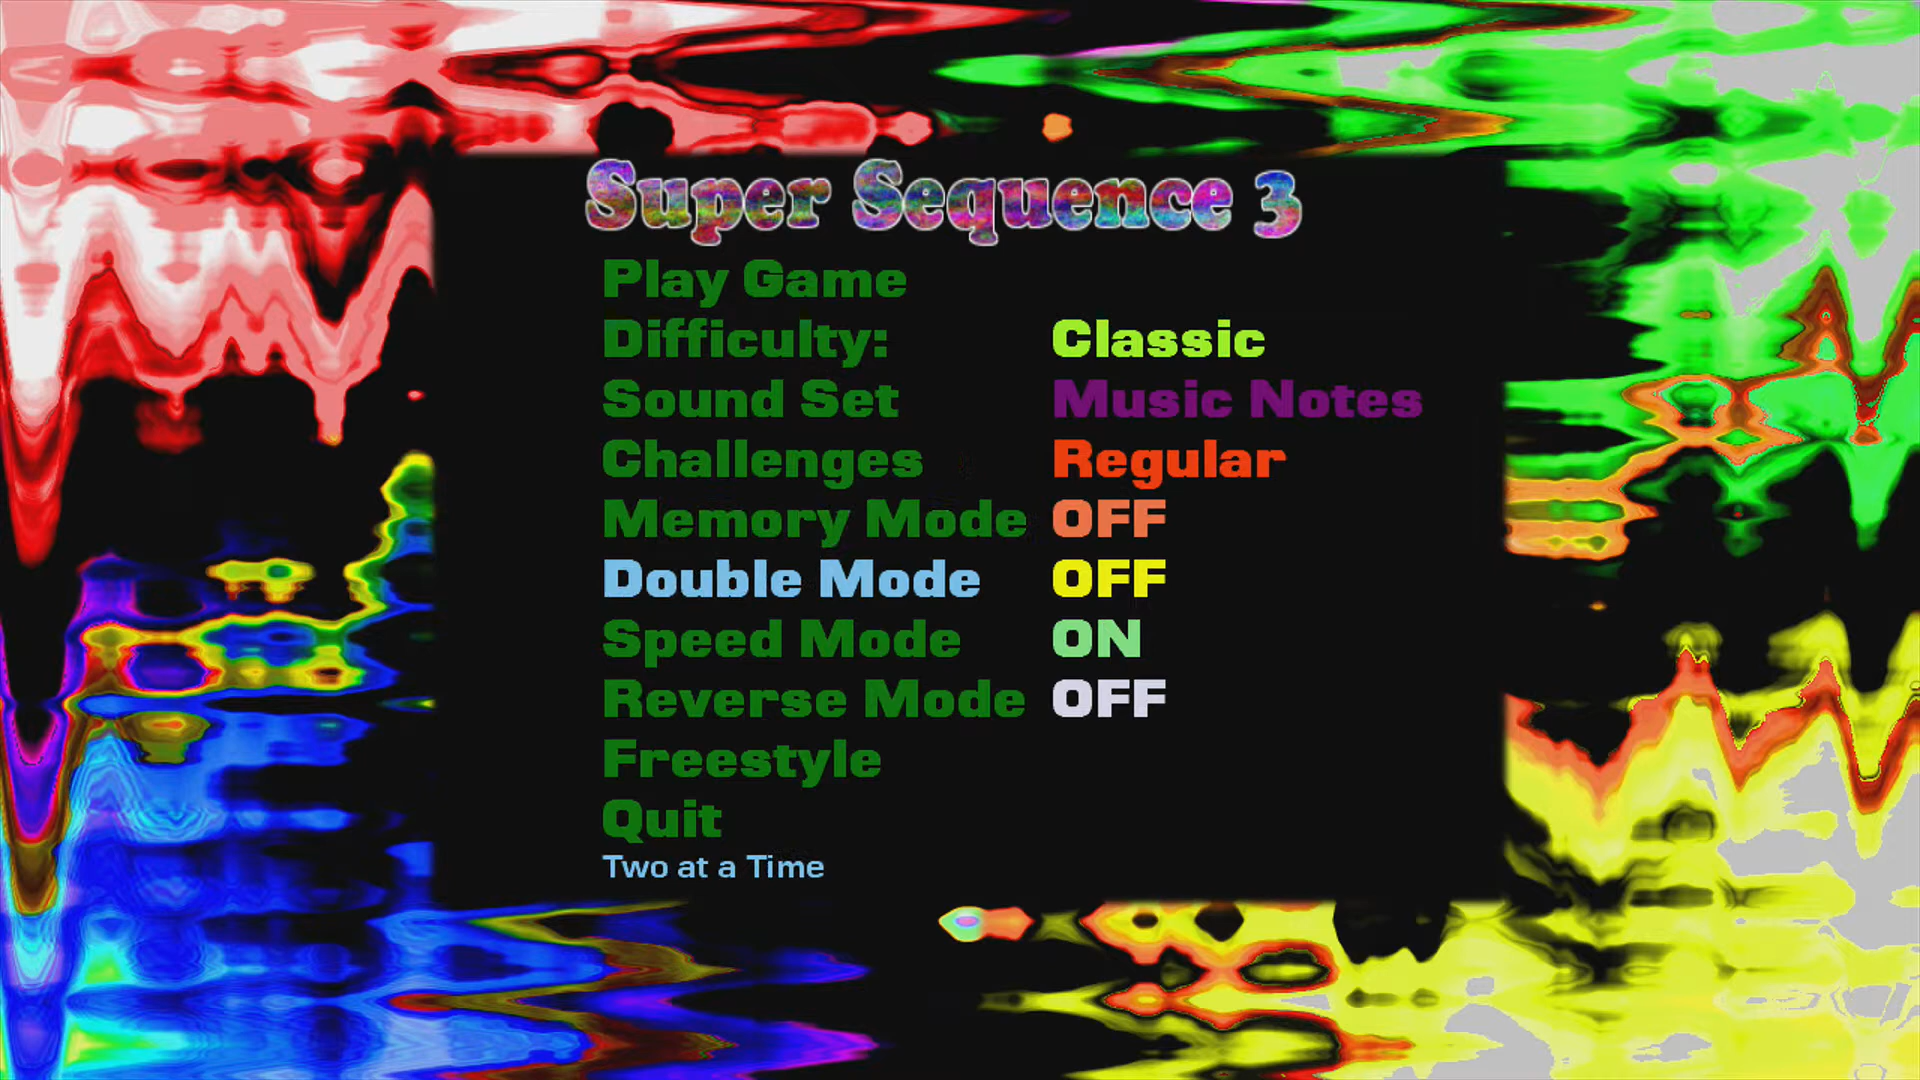 Super Sequence 3
Play Game
Difficulty: Classic
Sound Set Music Notes
Challenges Regular
Memory Mode OFF
Double Mode OFF
Speed Mode ON
Reverse Mode OFF
Freestyle
Quit
Two at a Time